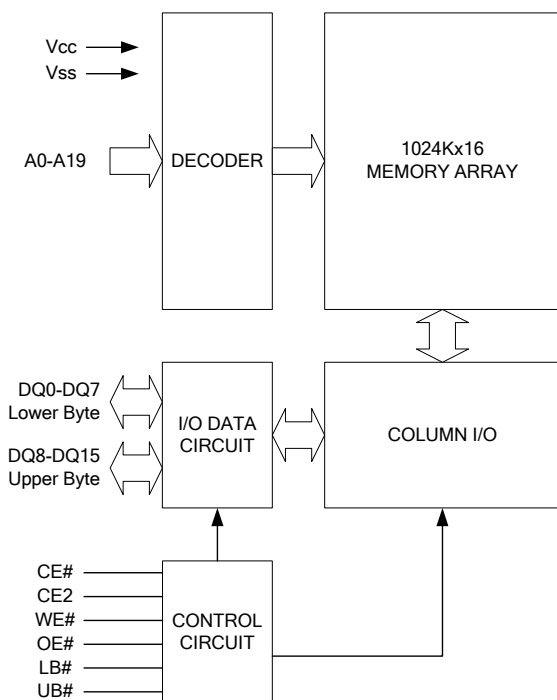 Vcc
Vss
A0-A19
DECODER
1024Kx16
MEMORY ARRAY
DQ0-DQ7
Lower Byte
DQ8-DQ15
Upper Byte
I/O DATA
CIRCUIT
COLUMN I/O
CE#
CE2
WE#
OE#
LB#
UB#
CONTROL
CIRCUIT